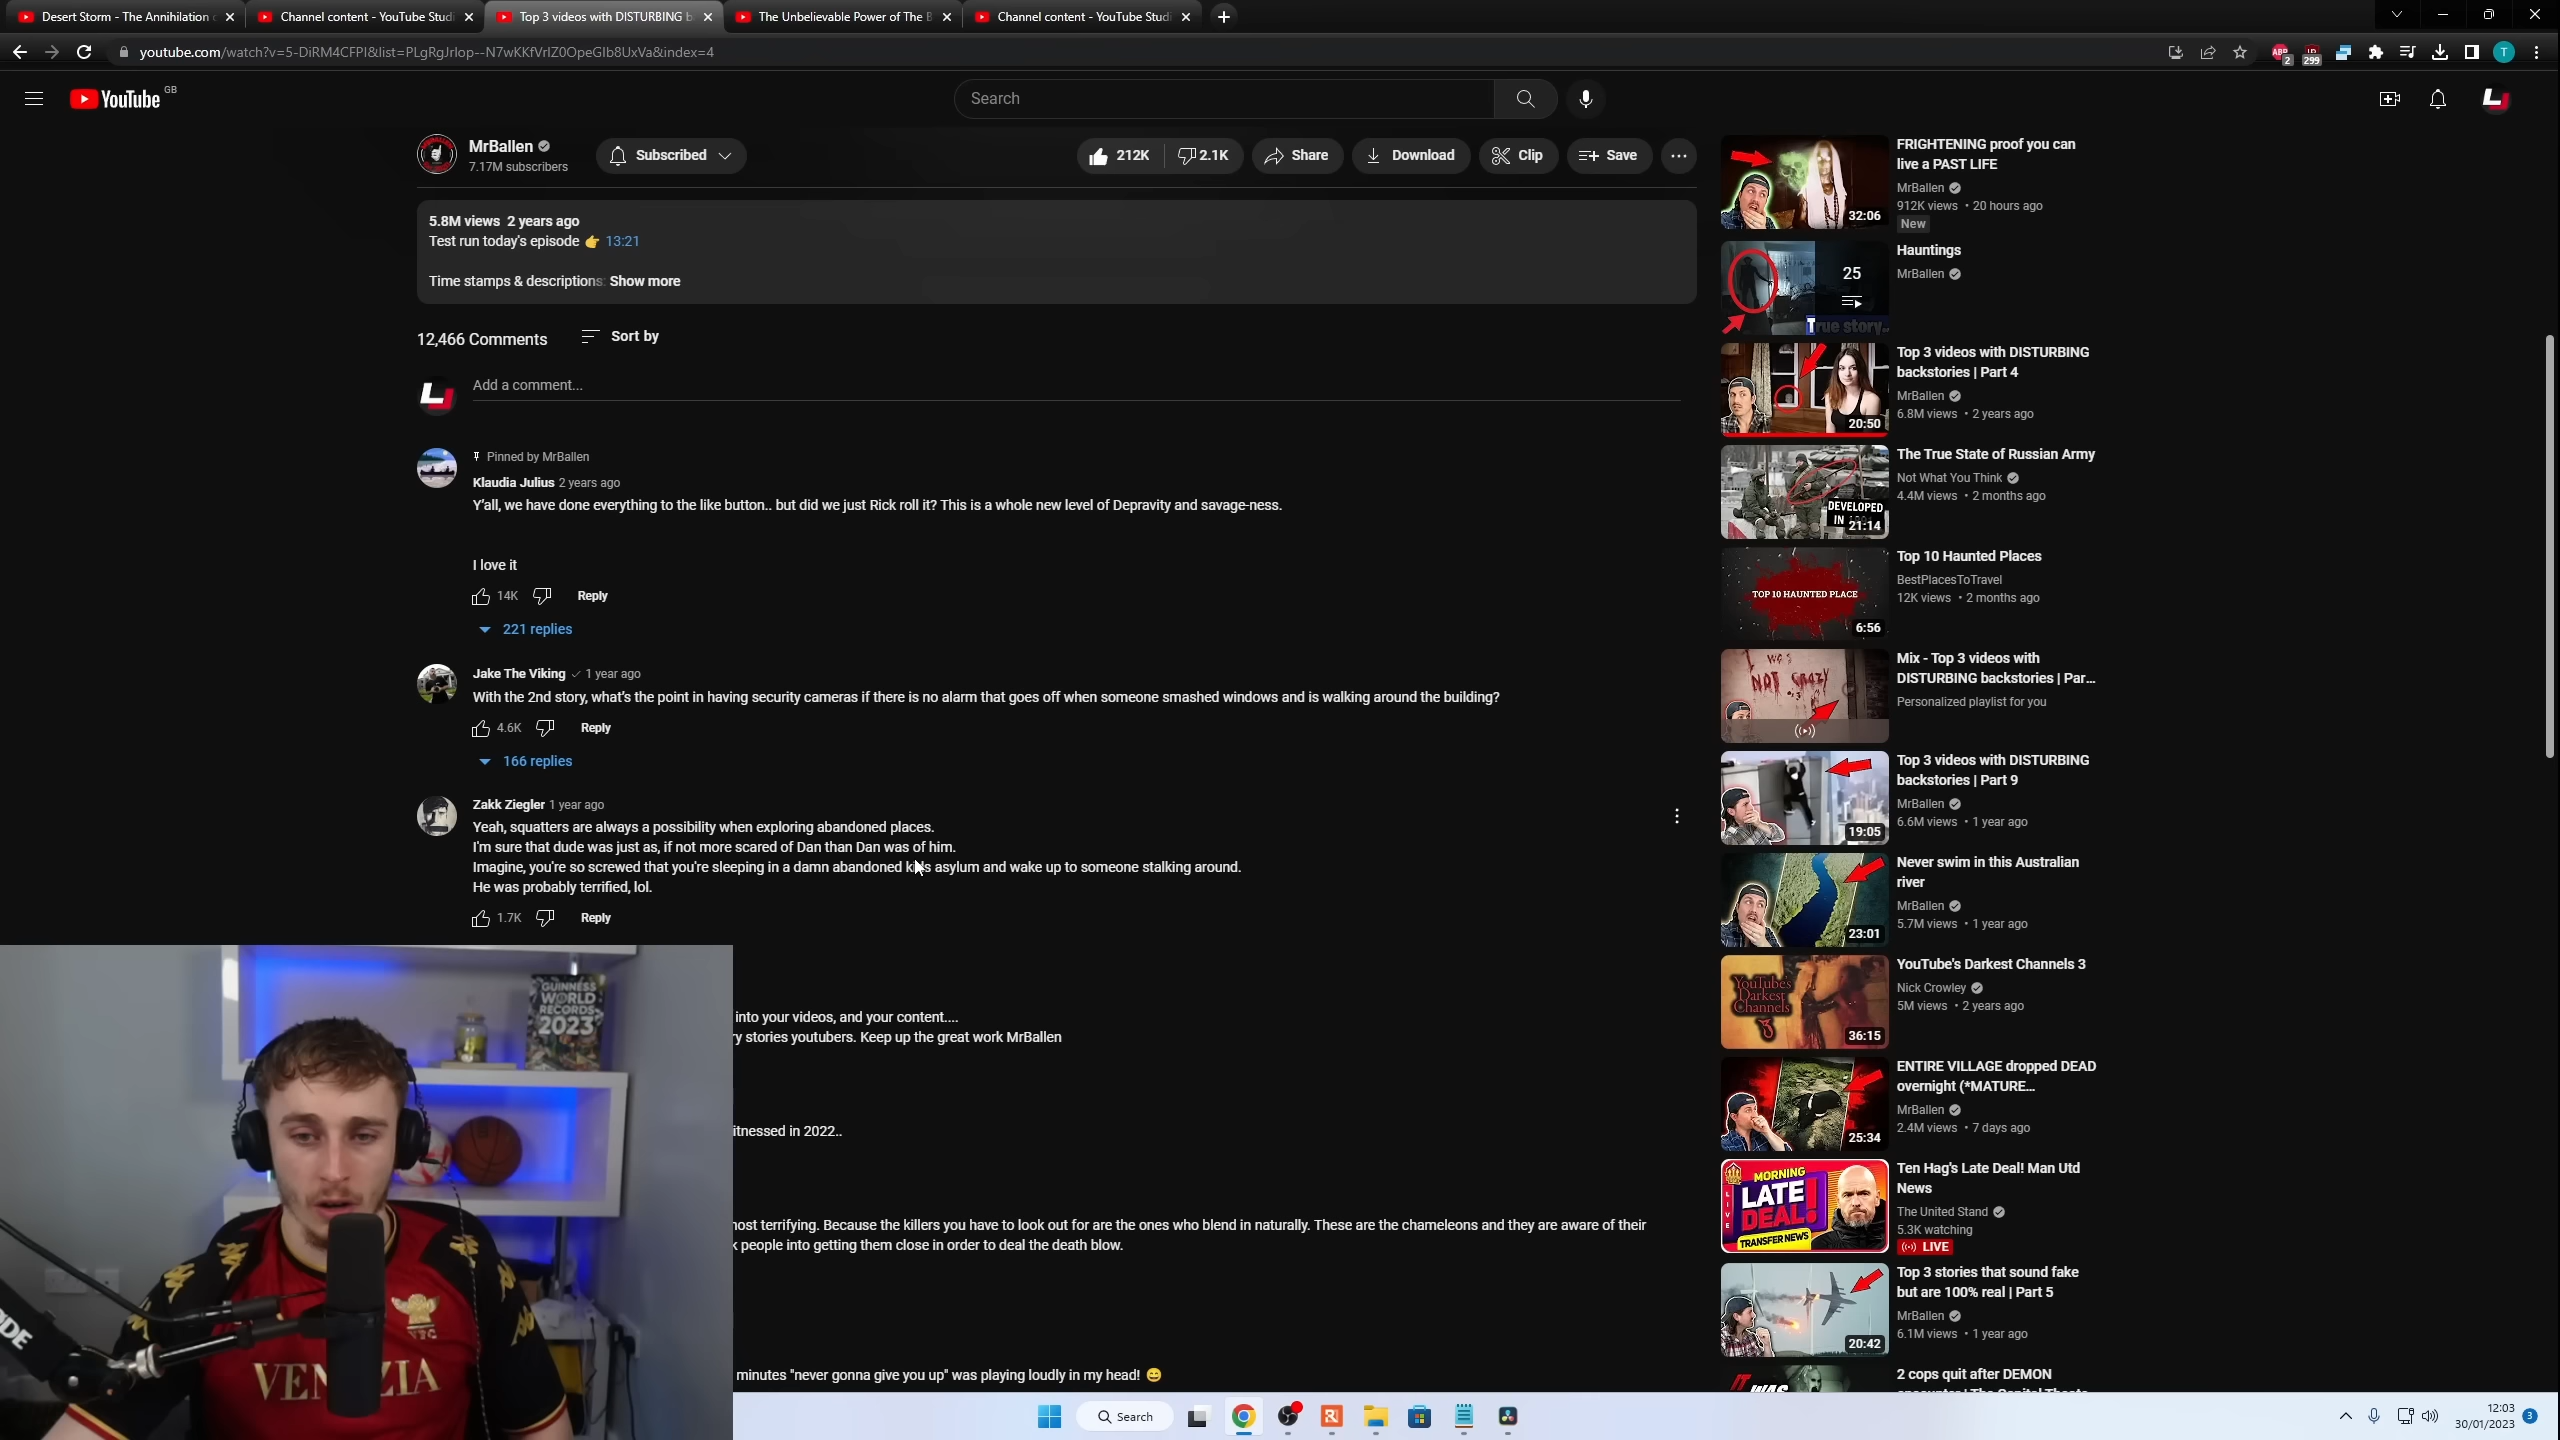 Desert Storm - The Annihilation
Channel content - YouTube Studi
Top 3 videos with DISTURBING b
The Unbelievable Power of The B
Channel content - YouTube Studi
youtube.com/watch?v=5-DiRM4CFPI&list=PLgRgJrIop--N7wKKfVrIZ0OpeGIb8UxVa&index=4
ABP
2
299
T
YouTube GB
Search
MrBallen
7.17M subscribers
Subscribed
212K
2.1K
Share
Download
Clip
Save
5.8M views 2 years ago
Test run today's episode 👉 13:21
Time stamps & descriptions: Show more
12,466 Comments
Sort by
Add a comment...
Pinned by MrBallen
Klaudia Julius 2 years ago
Y'all, we have done everything to the like button.. but did we just Rick roll it? This is a whole new level of Depravity and savage-ness.
I love it
14K
Reply
221 replies
Jake The Viking 1 year ago
With the 2nd story, what's the point in having security cameras if there is no alarm that goes off when someone smashed windows and is walking around the building?
4.6K
Reply
166 replies
Zakk Ziegler 1 year ago
Yeah, squatters are always a possibility when exploring abandoned places.
I'm sure that dude was just as, if not more scared of Dan than Dan was of him.
Imagine, you're so screwed that you're sleeping in a damn abandoned kids asylum and wake up to someone stalking around.
He was probably terrified, lol.
1.7K
Reply
into your videos, and your content....
ry stories youtubers. Keep up the great work MrBallen
itnessed in 2022..
most terrifying. Because the killers you have to look out for are the ones who blend in naturally. These are the chameleons and they are aware of their
k people into getting them close in order to deal the death blow.
minutes "never gonna give you up" was playing loudly in my head! 😄
GUINNESS
WORLD
RECORDS
2023
VENEZIA
VFC
ODE
32:06
FRIGHTENING proof you can
live a PAST LIFE
MrBallen
912K views • 20 hours ago
New
25
True story..
Hauntings
MrBallen
20:50
Top 3 videos with DISTURBING
backstories | Part 4
MrBallen
6.8M views • 2 years ago
DEVELOPED
IN
21:14
The True State of Russian Army
Not What You Think
4.4M views • 2 months ago
TOP 10 HAUNTED PLACE
6:56
Top 10 Haunted Places
BestPlacesToTravel
12K views • 2 months ago
I was
NOT CRAZY
Mix - Top 3 videos with
DISTURBING backstories | Par...
Personalized playlist for you
19:05
Top 3 videos with DISTURBING
backstories | Part 9
MrBallen
6.6M views • 1 year ago
23:01
Never swim in this Australian
river
MrBallen
5.7M views • 1 year ago
YouTube's
Darkest
Channels
3
36:15
YouTube's Darkest Channels 3
Nick Crowley
5M views • 2 years ago
25:34
ENTIRE VILLAGE dropped DEAD
overnight (*MATURE...
MrBallen
2.4M views • 7 days ago
LIVE
MORNING
LATE
DEAL!
TRANSFER NEWS
Ten Hag's Late Deal! Man Utd
News
The United Stand
5.3K watching
LIVE
20:42
Top 3 stories that sound fake
but are 100% real | Part 5
MrBallen
6.1M views • 1 year ago
IT WAS
2 cops quit after DEMON
Search
12:03
30/01/2023
3